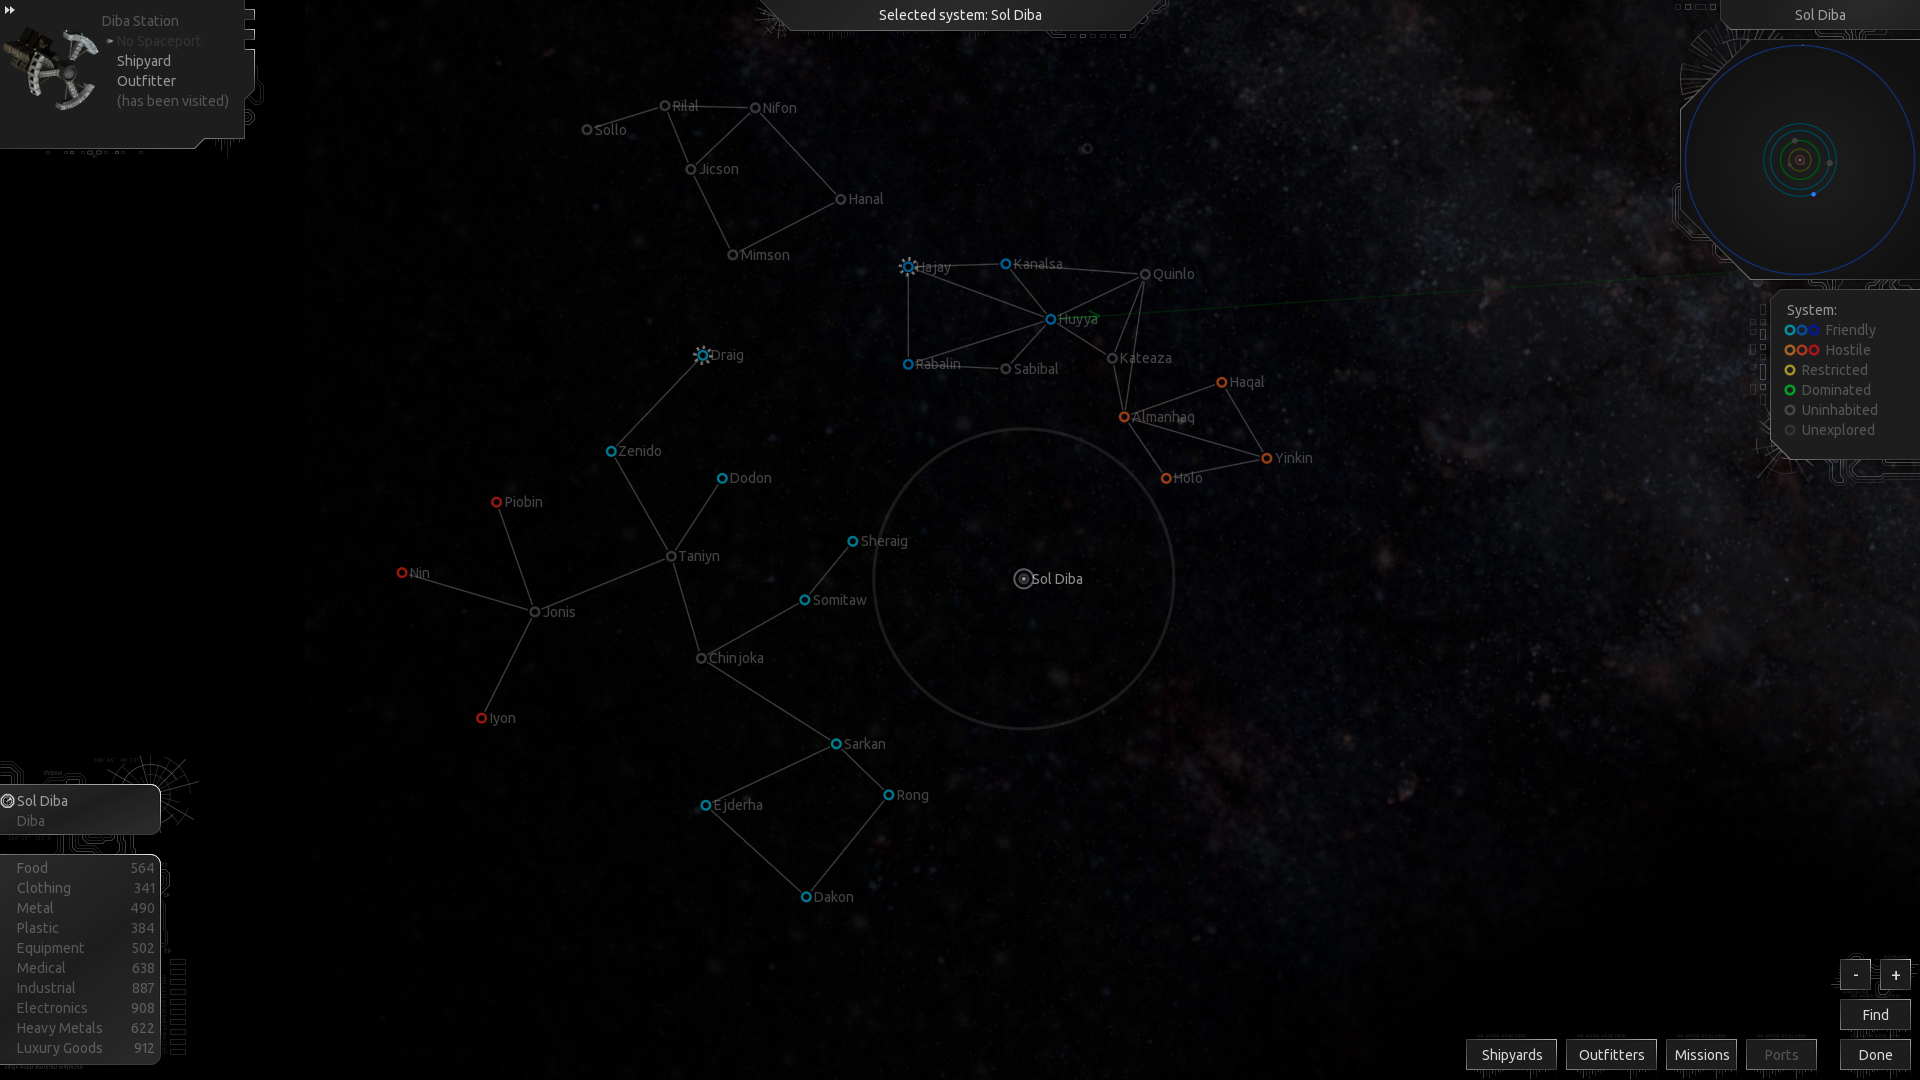 Diba Station
No Spaceport
Shipyard
Outfitter
(has been visited)
Selected system: Sol Diba
Sol Diba
Rilal
Nifon
Sollo
Jicson
Hanal
Mimson
Hajay
Kanalsa
Quinlo
Huyya
Draig
Rabalin
Sabibal
Kateaza
Haqal
Almanhaq
Zenido
Dodon
Yinkin
Holo
Piobin
Sheraig
Taniyn
Nin
Sol Diba
Somitaw
Jonis
Chinjoka
Iyon
Sarkan
Ejderha
Rong
Dakon
System:
Friendly
Hostile
Restricted
Dominated
Uninhabited
Unexplored
Sol Diba
Diba
Food 564
Clothing 341
Metal 490
Plastic 384
Equipment 502
Medical 638
Industrial 887
Electronics 908
Heavy Metals 622
Luxury Goods 912
- +
Find
Shipyards Outfitters Missions Ports Done